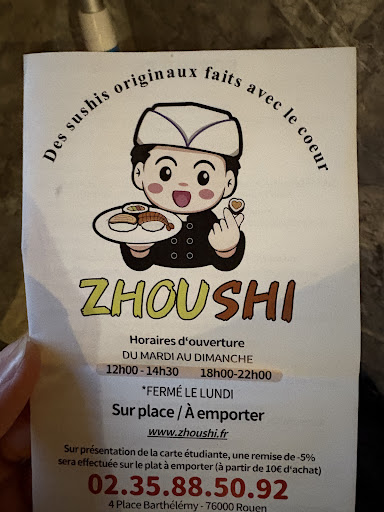 Des sushis originaux faits avec le coeur
ZHOUSHI
Horaires d'ouverture
DU MARDI AU DIMANCHE
12h00 - 14h30 18h00-22h00
*FERMÉ LE LUNDI
Sur place / À emporter
www.zhoushi.fr
Sur présentation de la carte étudiante, une remise de -5%
sera effectuée sur le plat à emporter (à partir de 10€ d'achat)
02.35.88.50.92
4 Place Barthélémy - 76000 Rouen